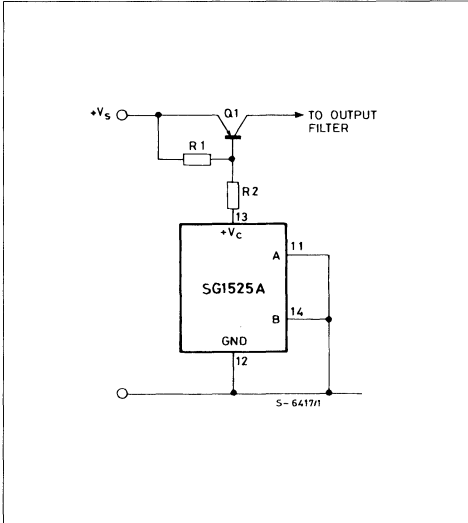 +Vs
Q1
TO OUTPUT
FILTER
R1
R2
13
+VC
11
A
SG1525A
14
B
GND
12
S-6417/1